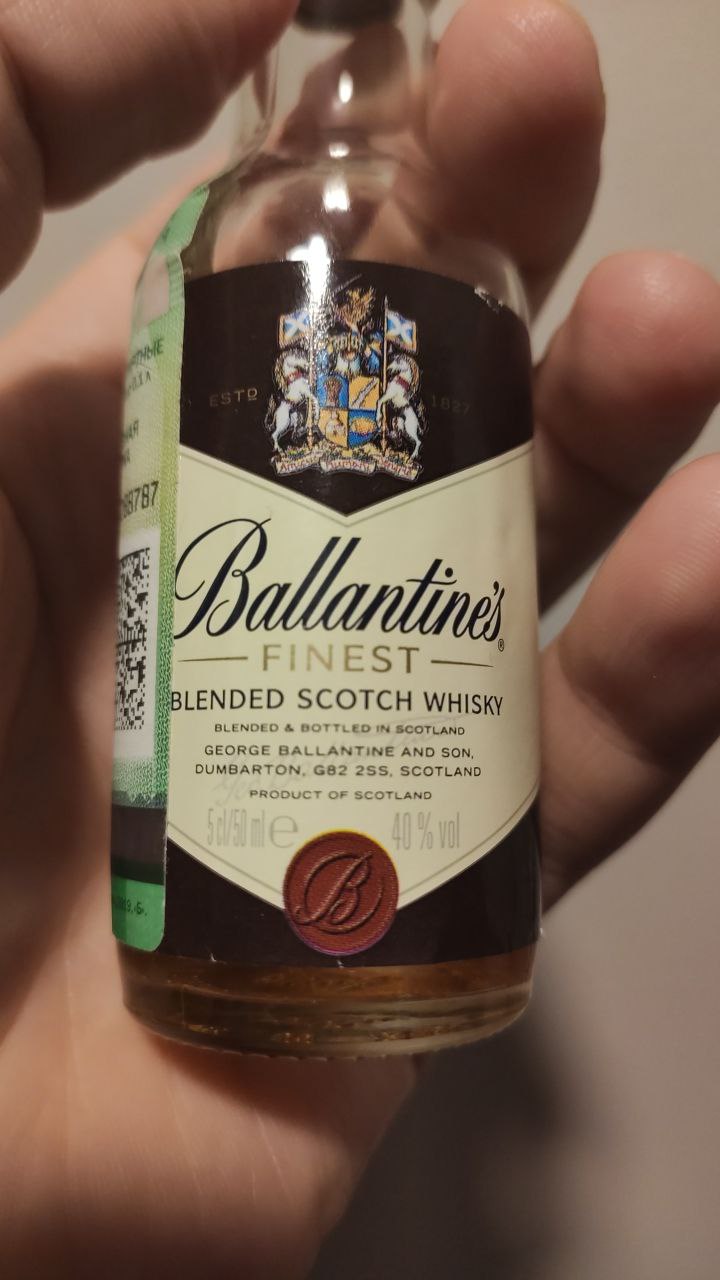 ESTD 1827
Ballantine's®
FINEST
BLENDED SCOTCH WHISKY
BLENDED & BOTTLED IN SCOTLAND
GEORGE BALLANTINE AND SON,
DUMBARTON, G82 2SS, SCOTLAND
PRODUCT OF SCOTLAND
5 cl/50 ml e 40 % vol
B